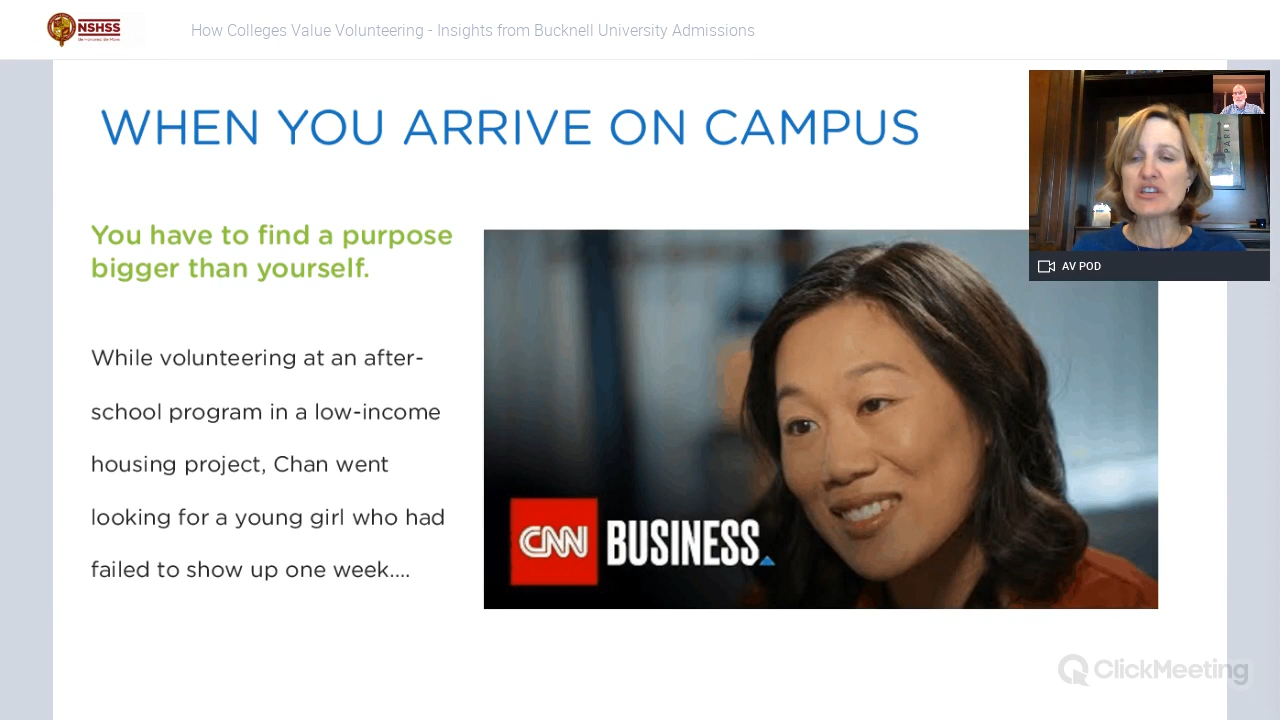 NSHSS
How Colleges Value Volunteering - Insights from Bucknell University Admissions
WHEN YOU ARRIVE ON CAMPUS
PARIS
AV POD
You have to find a purpose
bigger than yourself.
While volunteering at an after-
school program in a low-income
housing project, Chan went
looking for a young girl who had
failed to show up one week....
CNN BUSINESS
ClickMeeting